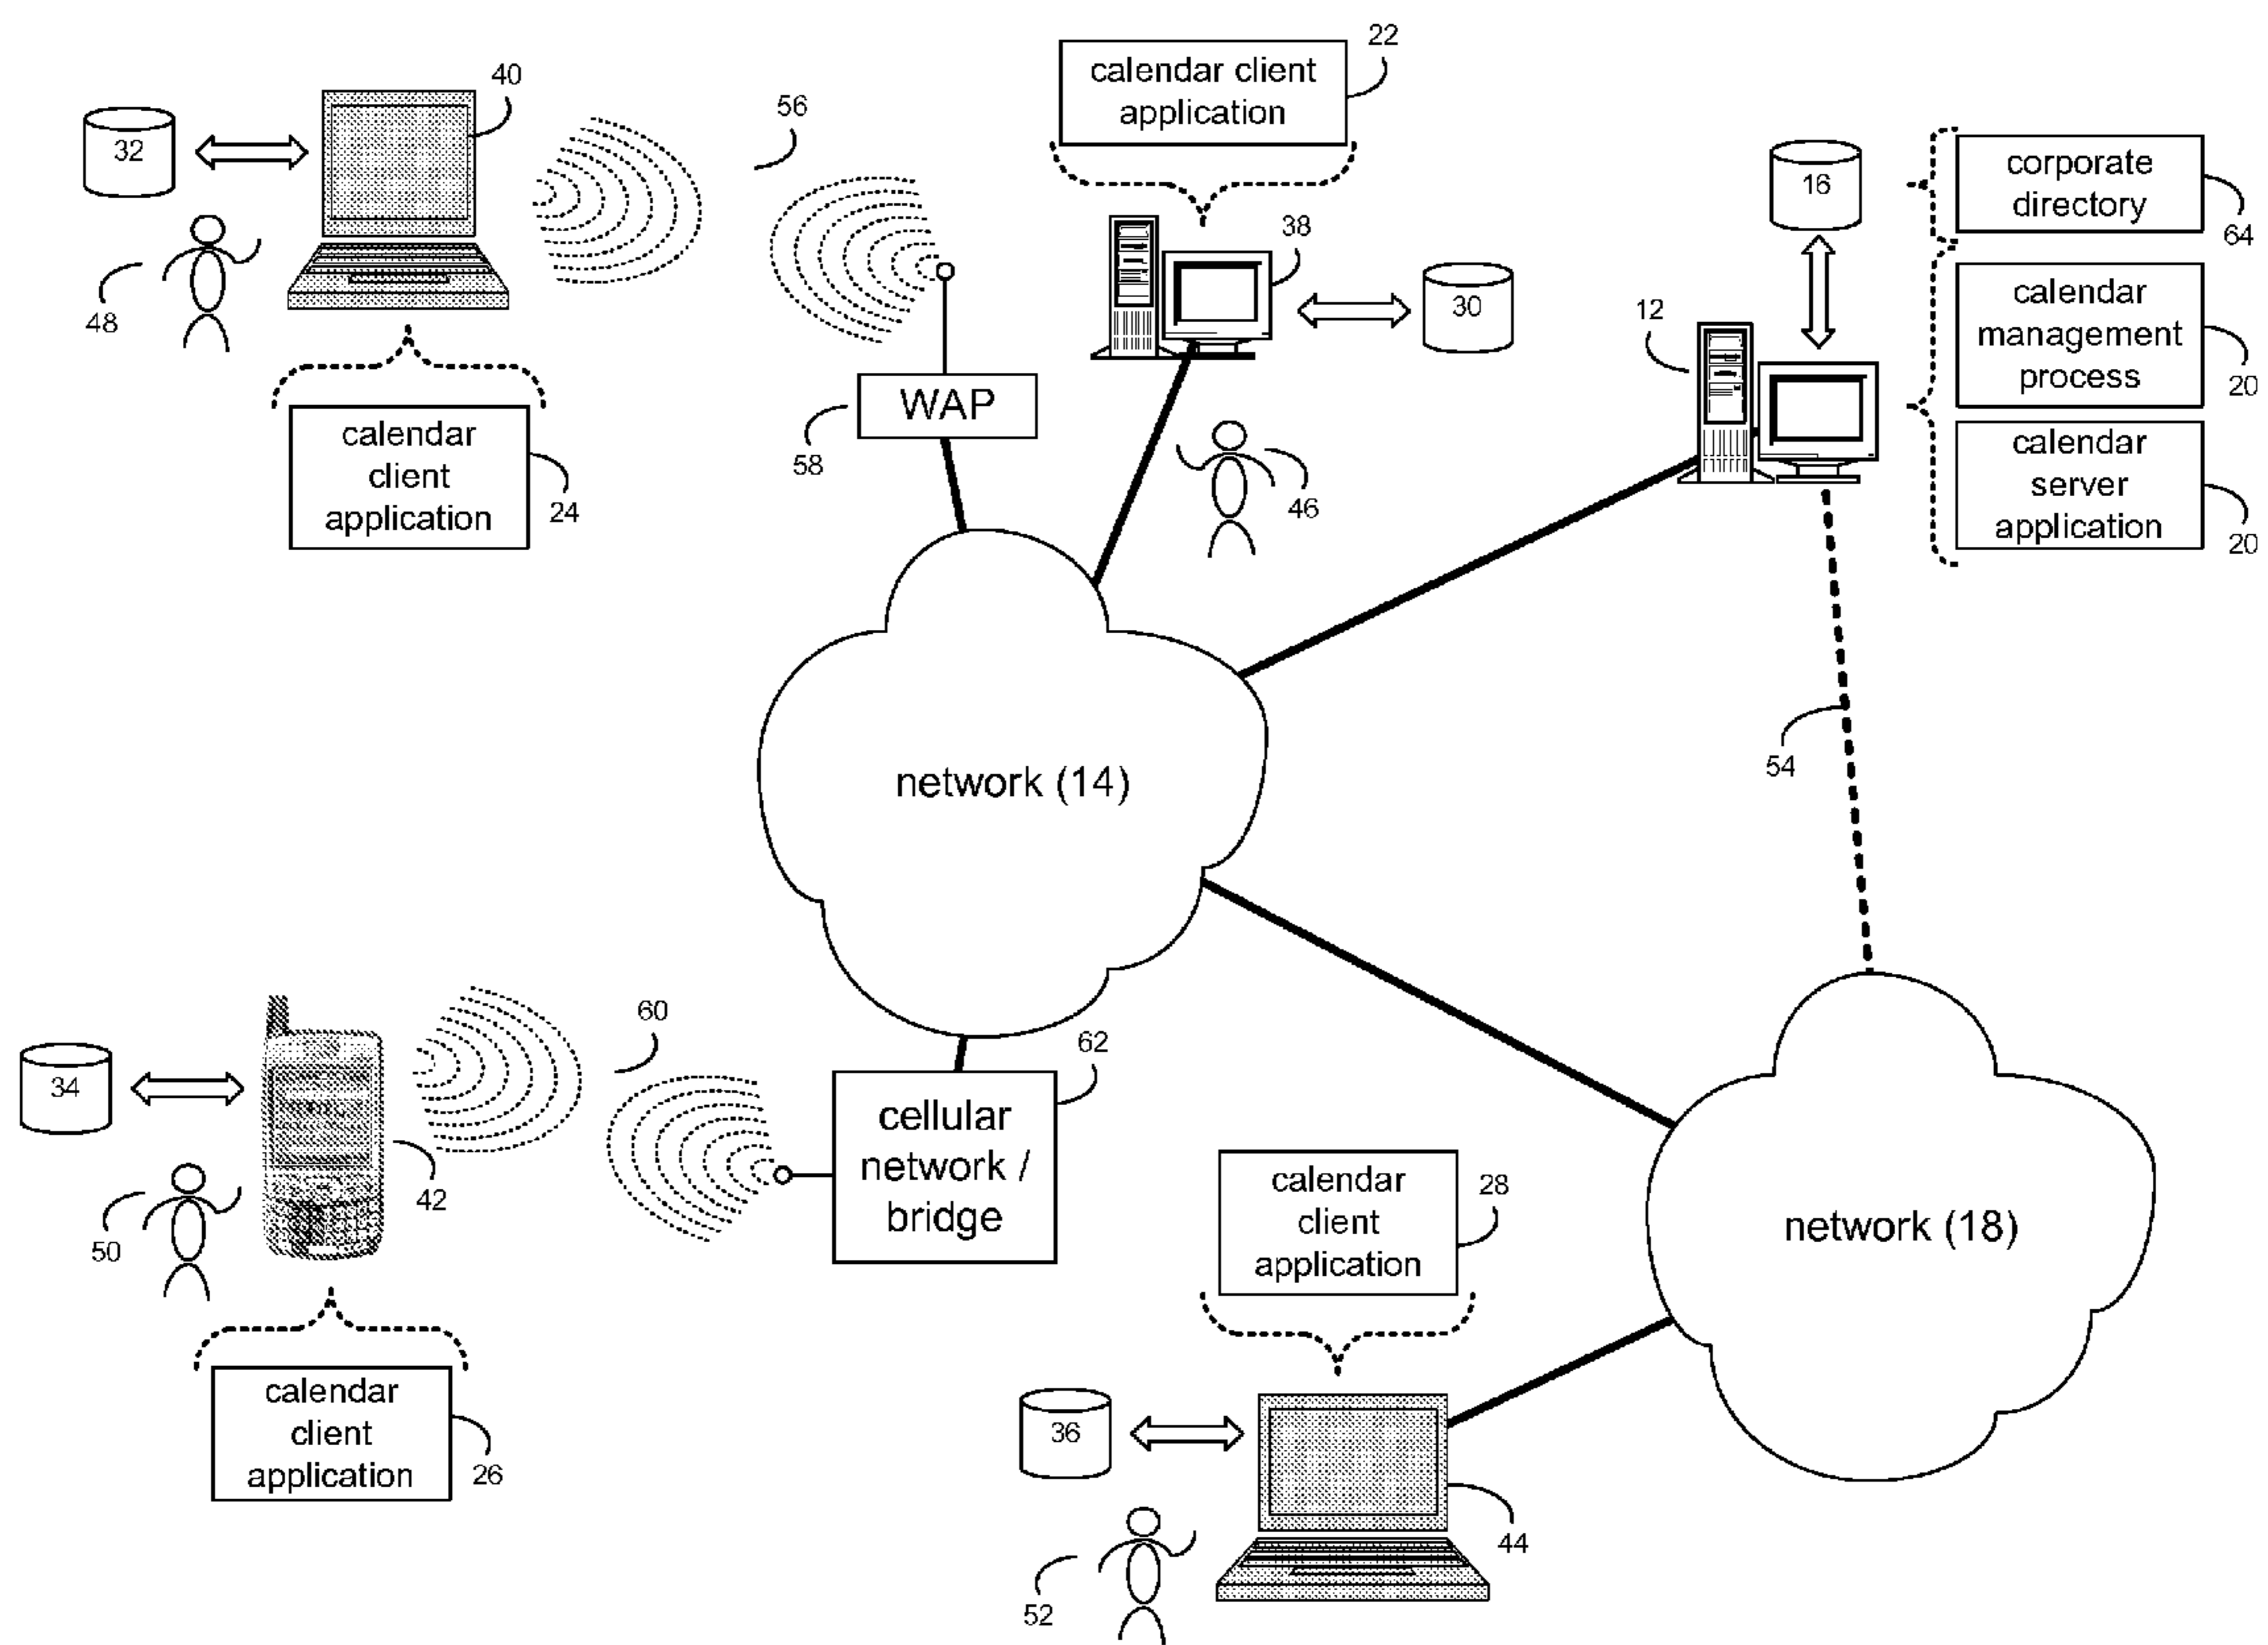 22
calendar client
application
40
56
32
16
corporate
directory
64
38
48
30
12
calendar
management
process
20
WAP
58
calendar
client
application
24
46
calendar
server
application
20
54
network (14)
60
62
34
cellular
network /
bridge
42
50
calendar
client
application
28
network (18)
calendar
client
application
26
36
44
52